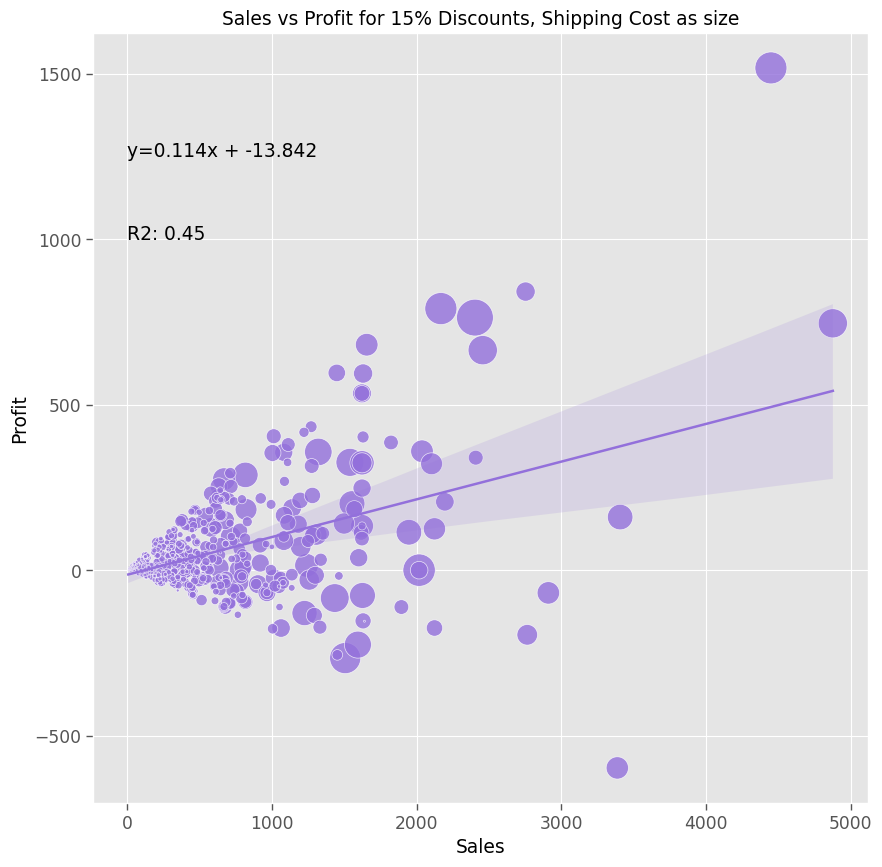 Sales vs Profit for 15% Discounts, Shipping Cost as size
1500
y=0.114x + -13.842
R2: 0.45
1000
Profit
500
0
−500
0 1000 2000 3000 4000 5000
Sales